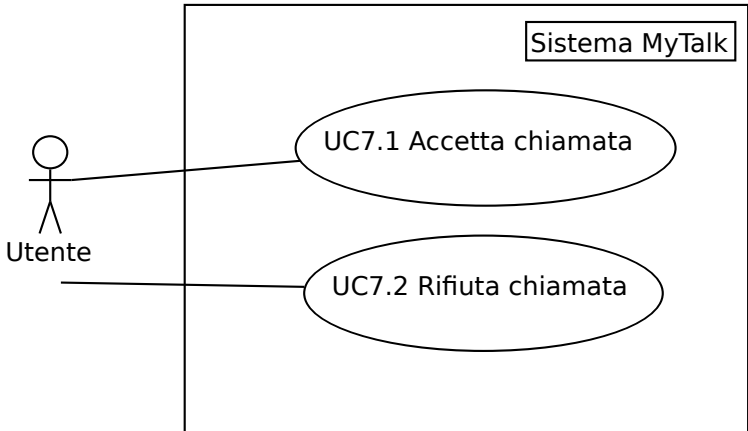 Sistema MyTalk
UC7.1 Accetta chiamata
Utente
UC7.2 Rifiuta chiamata